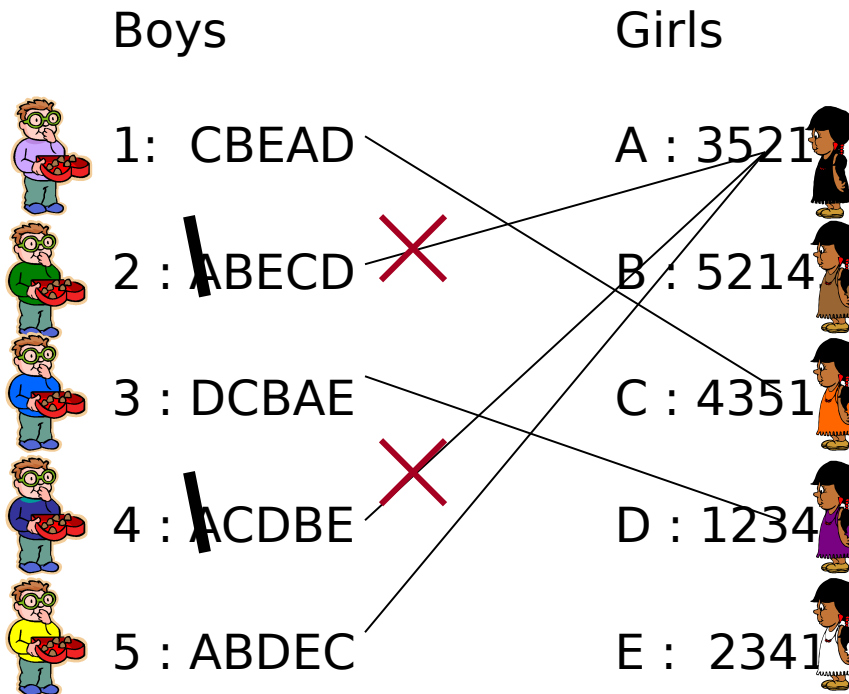 Boys Girls
1: CBEAD A : 3521
2 : ABECD B : 5214
3 : DCBAE C : 4351
4 : ACDBE D : 1234
5 : ABDEC E : 2341